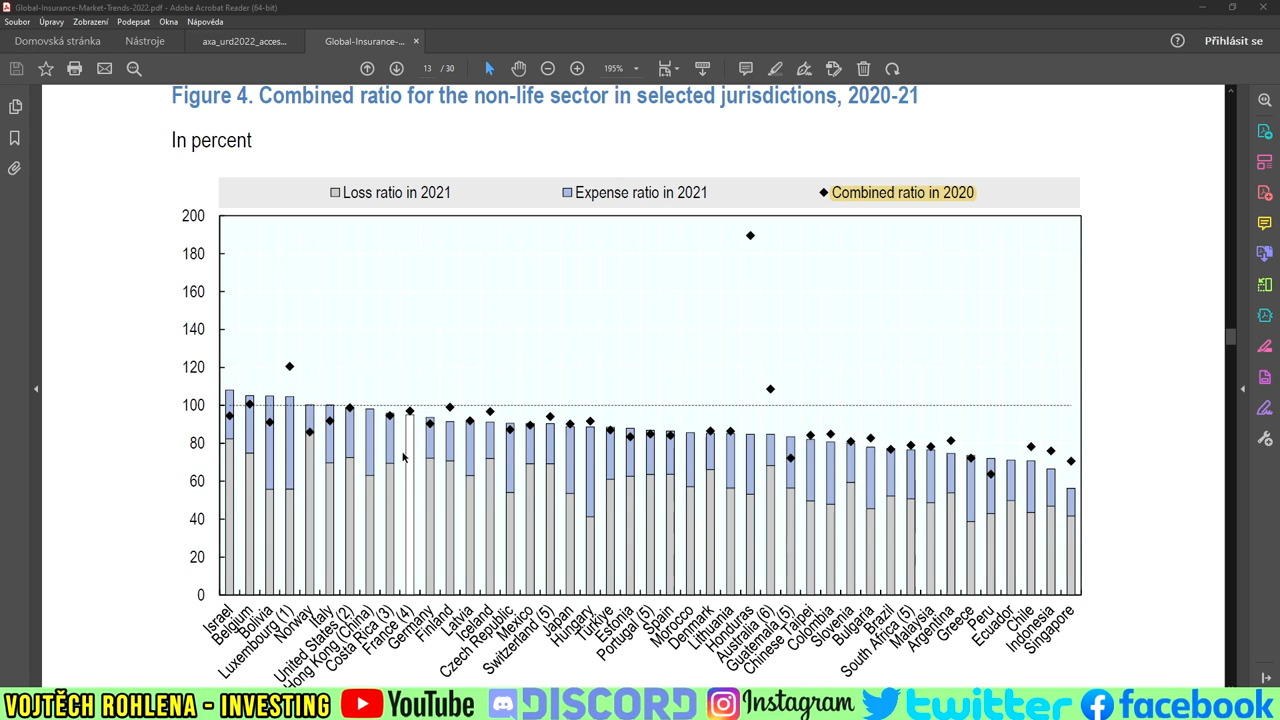 Global-Insurance-Market-Trends-2022.pdf - Adobe Acrobat Reader (64-bit)
Soubor Úpravy Zobrazení Podepsat Okna Nápověda
Domovská stránka Nástroje axa_urd2022_acces... Global-Insurance-... × Přihlásit se
13 / 30 195%
Figure 4. Combined ratio for the non-life sector in selected jurisdictions, 2020-21
In percent
Loss ratio in 2021 Expense ratio in 2021 Combined ratio in 2020
200
180
160
140
120
100
80
60
40
20
0
Israel
Belgium
Bolivia
Luxembourg (1)
Norway
Italy
United States (2)
Hong Kong (China)
Costa Rica (3)
France (4)
Germany
Finland
Latvia
Iceland
Czech Republic
Mexico
Switzerland (5)
Japan
Hungary
Türkiye
Estonia
Portugal (5)
Spain
Morocco
Denmark
Lithuania
Honduras
Australia (6)
Guatemala (5)
Chinese Taipei
Colombia
Slovenia
Bulgaria
Brazil
South Africa (5)
Malaysia
Argentina
Greece
Peru
Ecuador
Chile
Indonesia
Singapore
VOJTĚCH ROHLENA - INVESTING YouTube DISCORD Instagram twitter facebook